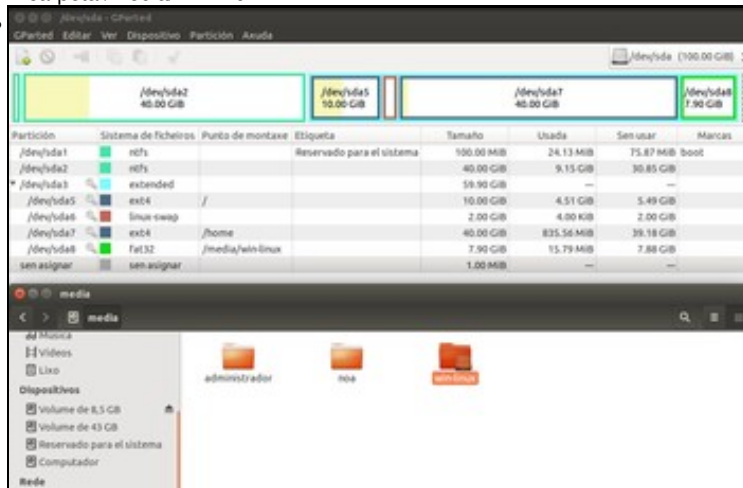 /dev/sda - GParted
GParted Editar Ver Dispositivo Partición Axuda
/dev/sda (100.00 GiB)
/dev/sda2
40.00 GiB
/dev/sda5
10.00 GiB
/dev/sda7
40.00 GiB
/dev/sda8
7.90 GiB
Partición Sistema de ficheiros Punto de montaxe Etiqueta Tamaño Usada Sen usar Marcas
/dev/sda1 ntfs Reservado para el sistema 100.00 MiB 24.13 MiB 75.87 MiB boot
/dev/sda2 ntfs 40.00 GiB 9.15 GiB 30.85 GiB
/dev/sda3 extended 59.90 GiB — —
/dev/sda5 ext4 / 10.00 GiB 4.51 GiB 5.49 GiB
/dev/sda6 linux-swap 2.00 GiB 4.00 KiB 2.00 GiB
/dev/sda7 ext4 /home 40.00 GiB 835.56 MiB 39.18 GiB
/dev/sda8 fat32 /media/win-linux 7.90 GiB 15.79 MiB 7.88 GiB
sen asignar sen asignar 1.00 MiB — —
media
media
Música
Vídeos
Lixo
Dispositivos
Volume de 8,5 GB
Volume de 43 GB
Reservado para el sistema
Computador
Rede
administrador
noa
win-linux